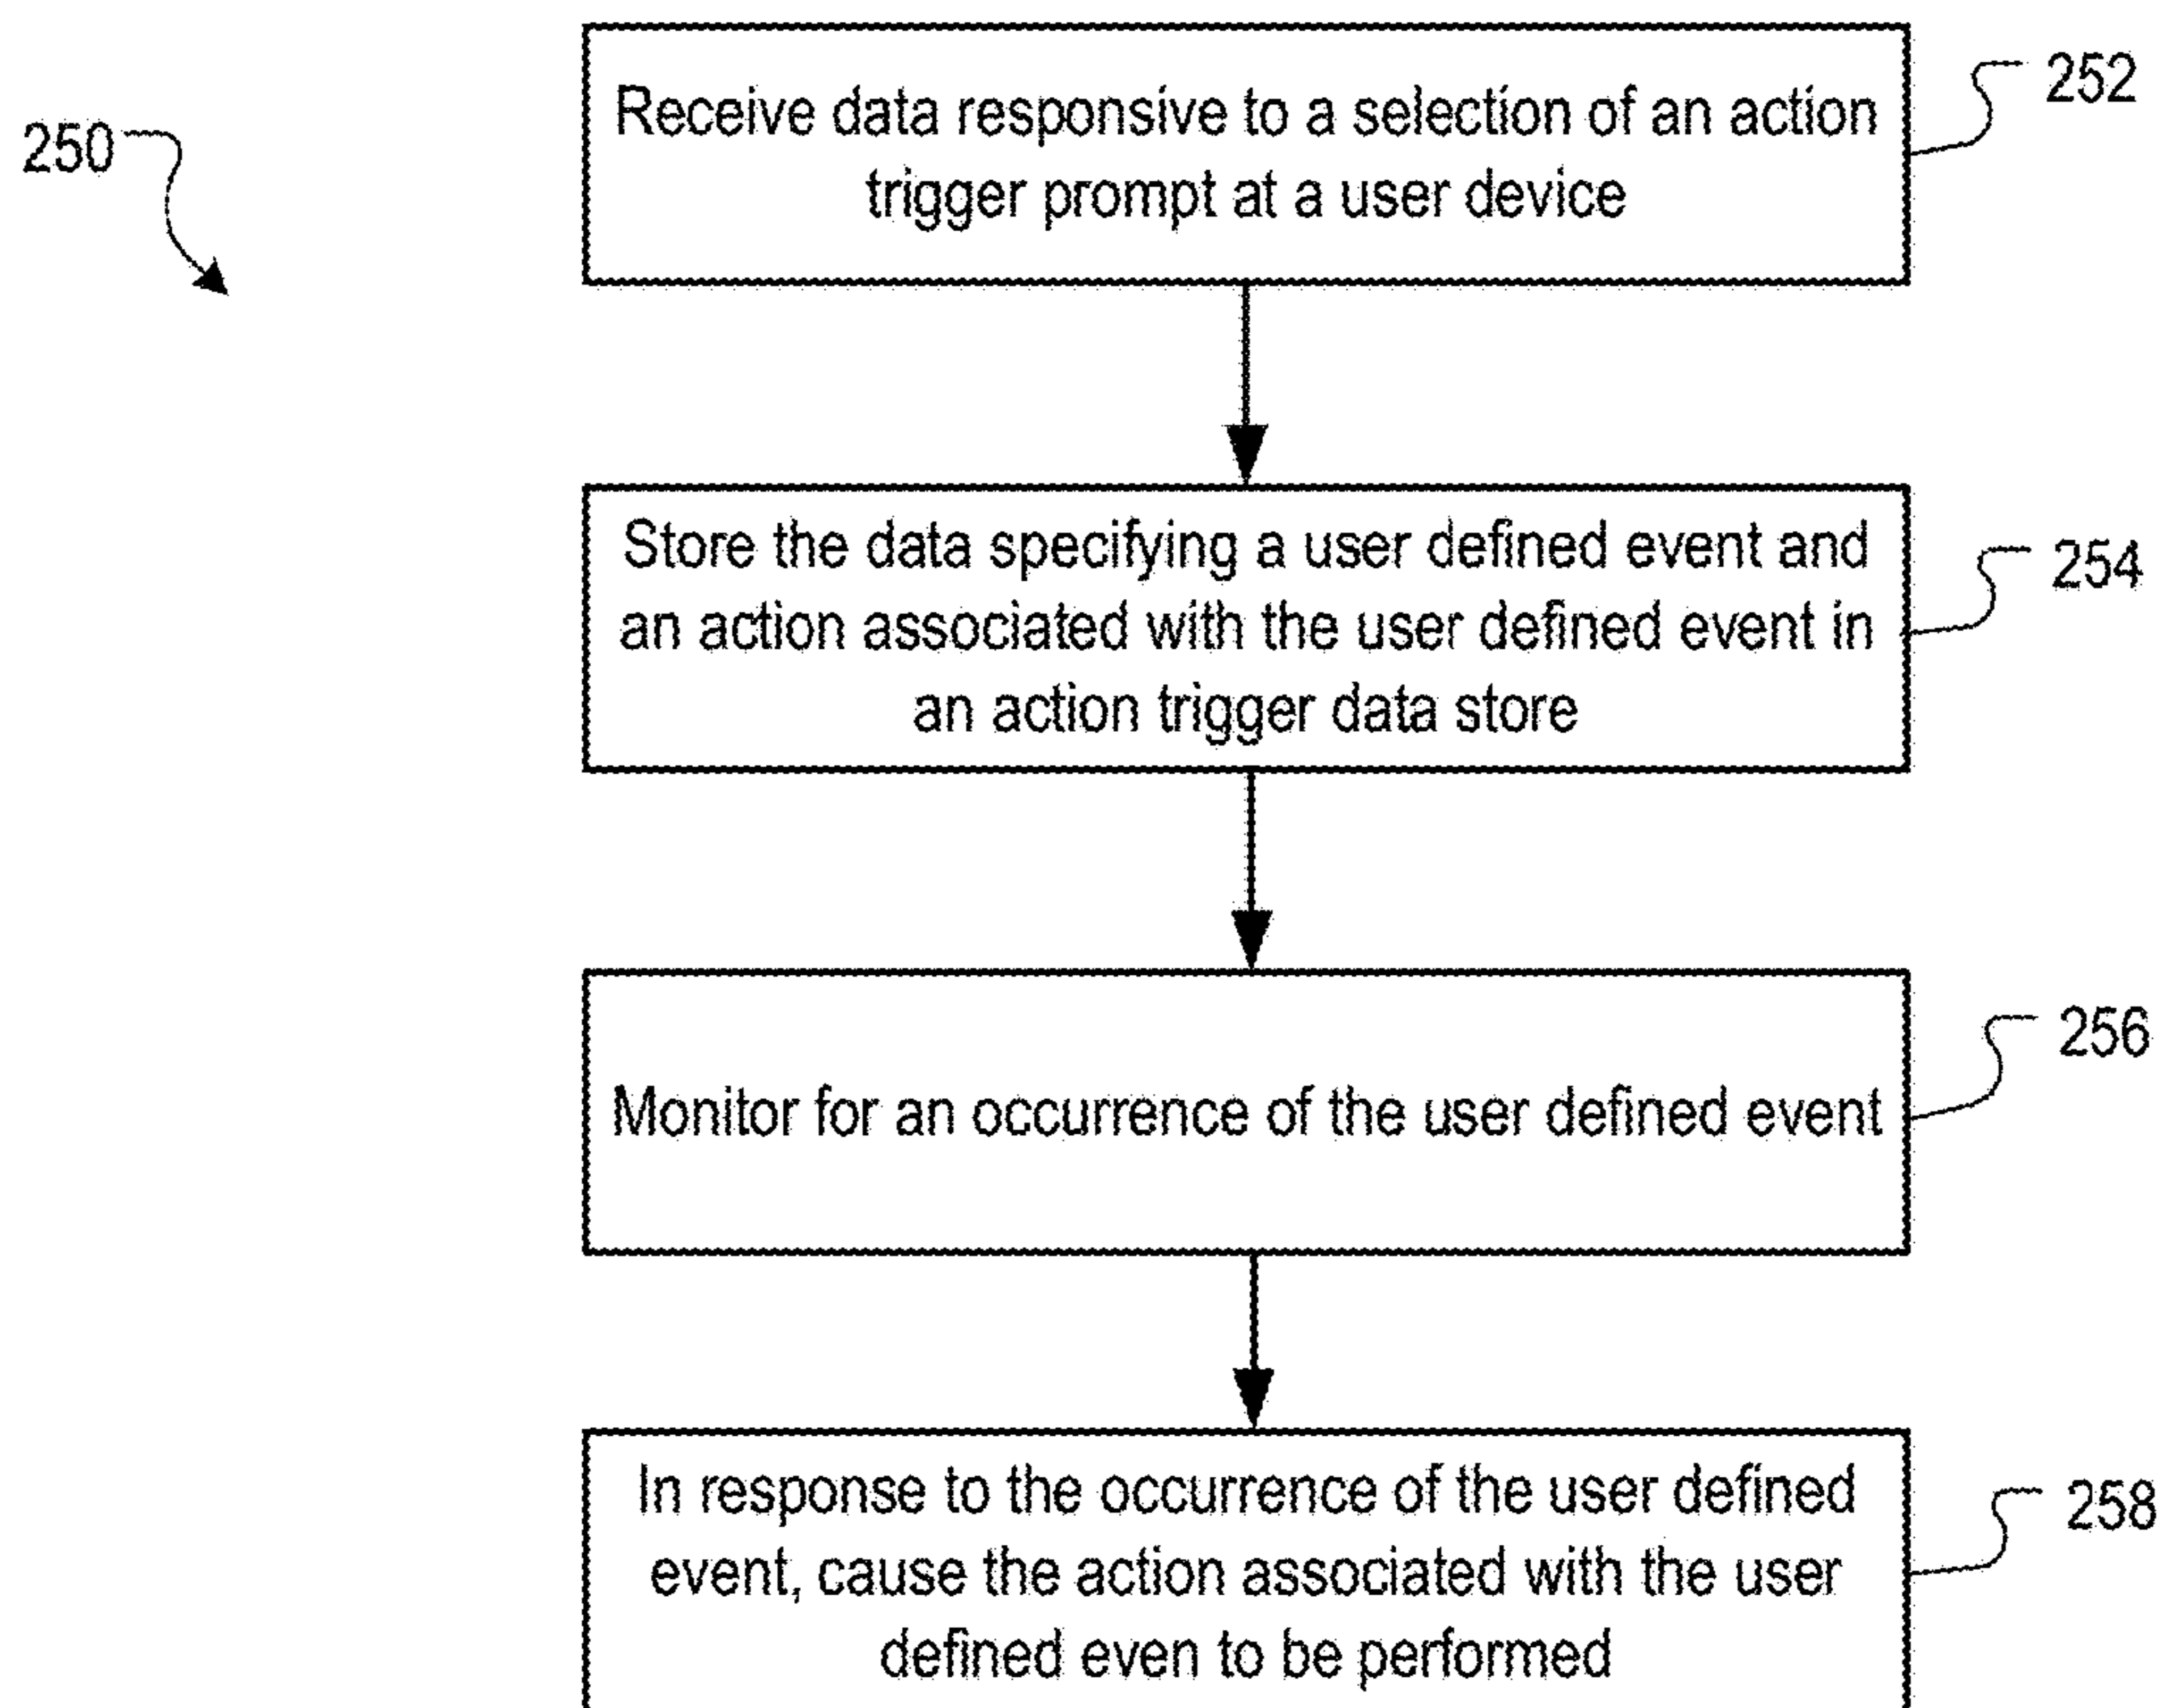 250
Receive data responsive to a selection of an action
trigger prompt at a user device
252
Store the data specifying a user defined event and
an action associated with the user defined event in
an action trigger data store
254
Monitor for an occurrence of the user defined event
256
In response to the occurrence of the user defined
event, cause the action associated with the user
defined even to be performed
258